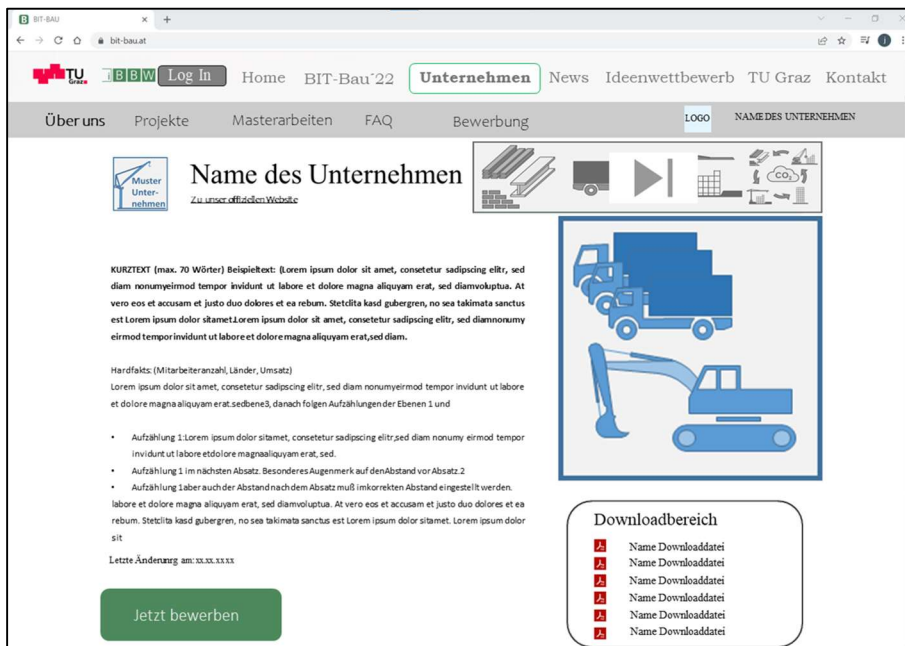 BIT-BAU
bit-bau.at
TU Graz
BBW
Log In
Home
BIT-Bau´22
Unternehmen
News
Ideenwettbewerb
TU Graz
Kontakt
Über uns
Projekte
Masterarbeiten
FAQ
Bewerbung
LOGO
NAME DES UNTERNEHMEN
Muster
Unter-
nehmen
Name des Unternehmen
Zu unser offiziellen Website
CO₂
KURZTEXT (max. 70 Wörter) Beispieltext: (Lorem ipsum dolor sit amet, consetetur sadipscing elitr, sed
diam nonumyeirmod tempor invidunt ut labore et dolore magna aliquyam erat, sed diamvoluptua. At
vero eos et accusam et justo duo dolores et ea rebum. Stetclita kasd gubergren, no sea takimata sanctus
est Lorem ipsum dolor sitamet.Lorem ipsum dolor sit amet, consetetur sadipscing elitr, sed diamnonumy
eirmod tempor invidunt ut labore et dolore magna aliquyam erat,sed diam.
Hardfakts: (Mitarbeiteranzahl, Länder, Umsatz)
Lorem ipsum dolor sit amet, consetetur sadipscing elitr, sed diam nonumyeirmod tempor invidunt ut labore
et dolore magna aliquyam erat.sedbene3, danach folgen Aufzählungen der Ebenen 1 und
• Aufzählung 1:Lorem ipsum dolor sitamet, consetetur sadipscing elitr,sed diam nonumy eirmod tempor
invidunt ut labore etdolore magnaaliquyam erat, sed.
• Aufzählung 1 im nächsten Absatz. Besonderes Augenmerk auf denAbstand vor Absatz.2
• Aufzählung 1aber auch der Abstand nach dem Absatz muß imkorrekten Abstand eingestellt werden.
labore et dolore magna aliquyam erat, sed diamvoluptua. At vero eos et accusam et justo duo dolores et ea
rebum. Stetclita kasd gubergren, no sea takimata sanctus est Lorem ipsum dolor sitamet. Lorem ipsum dolor
sit
Letzte Änderunrg am: xx.xx.xxxx
Jetzt bewerben
Downloadbereich
Name Downloaddatei
Name Downloaddatei
Name Downloaddatei
Name Downloaddatei
Name Downloaddatei
Name Downloaddatei